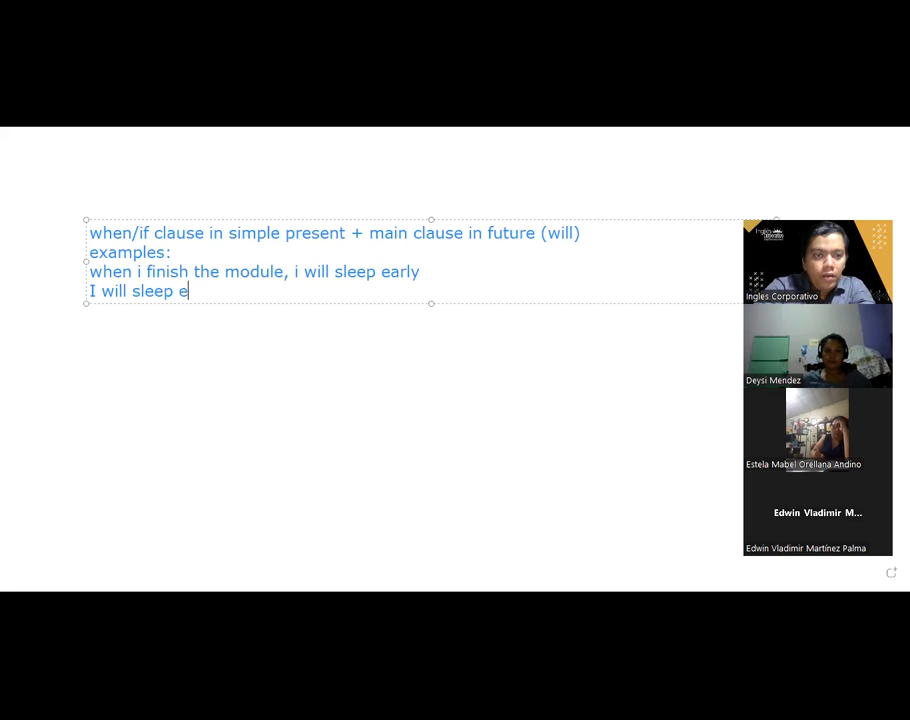 when/if clause in simple present + main clause in future (will)
examples:
when i finish the module, i will sleep early
I will sleep e
Ingles Corporativo
Deysi Mendez
Estela Mabel Orellana Andino
Edwin Vladimir M...
Edwin Vladimir Martínez Palma